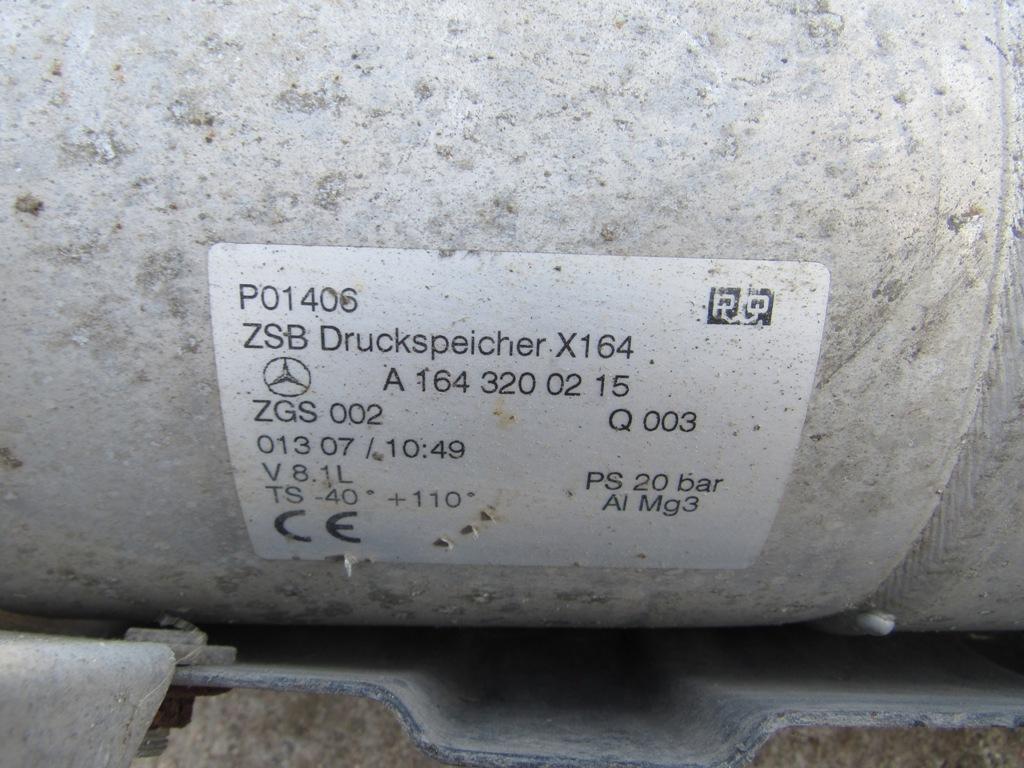 P01406
ZSB Druckspeicher X164
A 164 320 02 15
ZGS 002 Q 003
013 07 / 10:49
V 8.1L
PS 20 bar
TS -40° +110°
Al Mg3
CE